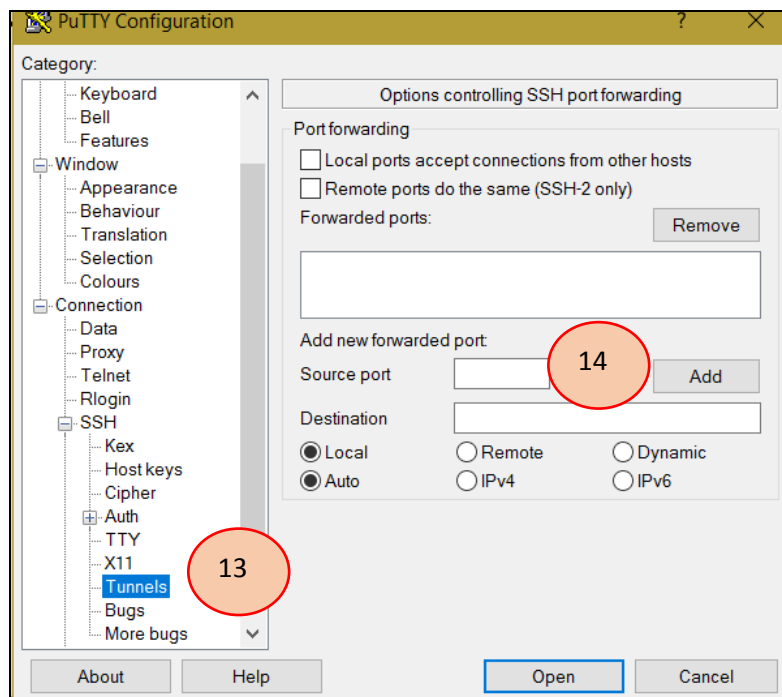 PuTTY Configuration ? ×
Category:
Keyboard
Bell
Features
Window
Appearance
Behaviour
Translation
Selection
Colours
Connection
Data
Proxy
Telnet
Rlogin
SSH
Kex
Host keys
Cipher
Auth
TTY
X11
Tunnels
Bugs
More bugs
13
Options controlling SSH port forwarding
Port forwarding
Local ports accept connections from other hosts
Remote ports do the same (SSH-2 only)
Forwarded ports:
Remove
Add new forwarded port:
Source port
14
Add
Destination
Local Remote Dynamic
Auto IPv4 IPv6
About Help Open Cancel